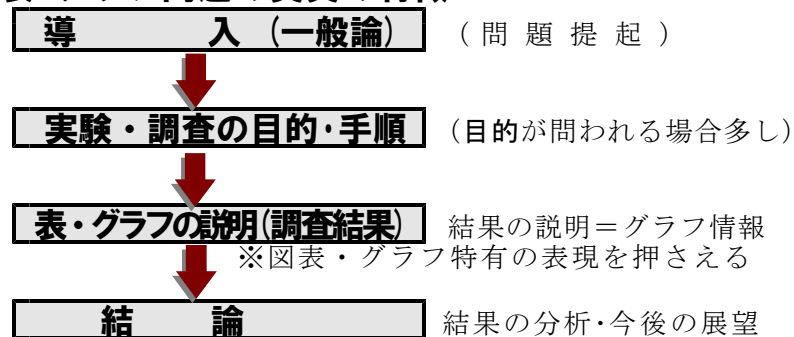 導 入（一般論） （問題提起）
実験・調査の目的・手順 （目的が問われる場合多し）
表・グラフの説明（調査結果） 結果の説明＝グラフ情報
※図表・グラフ特有の表現を押さえる
結 論 結果の分析・今後の展望